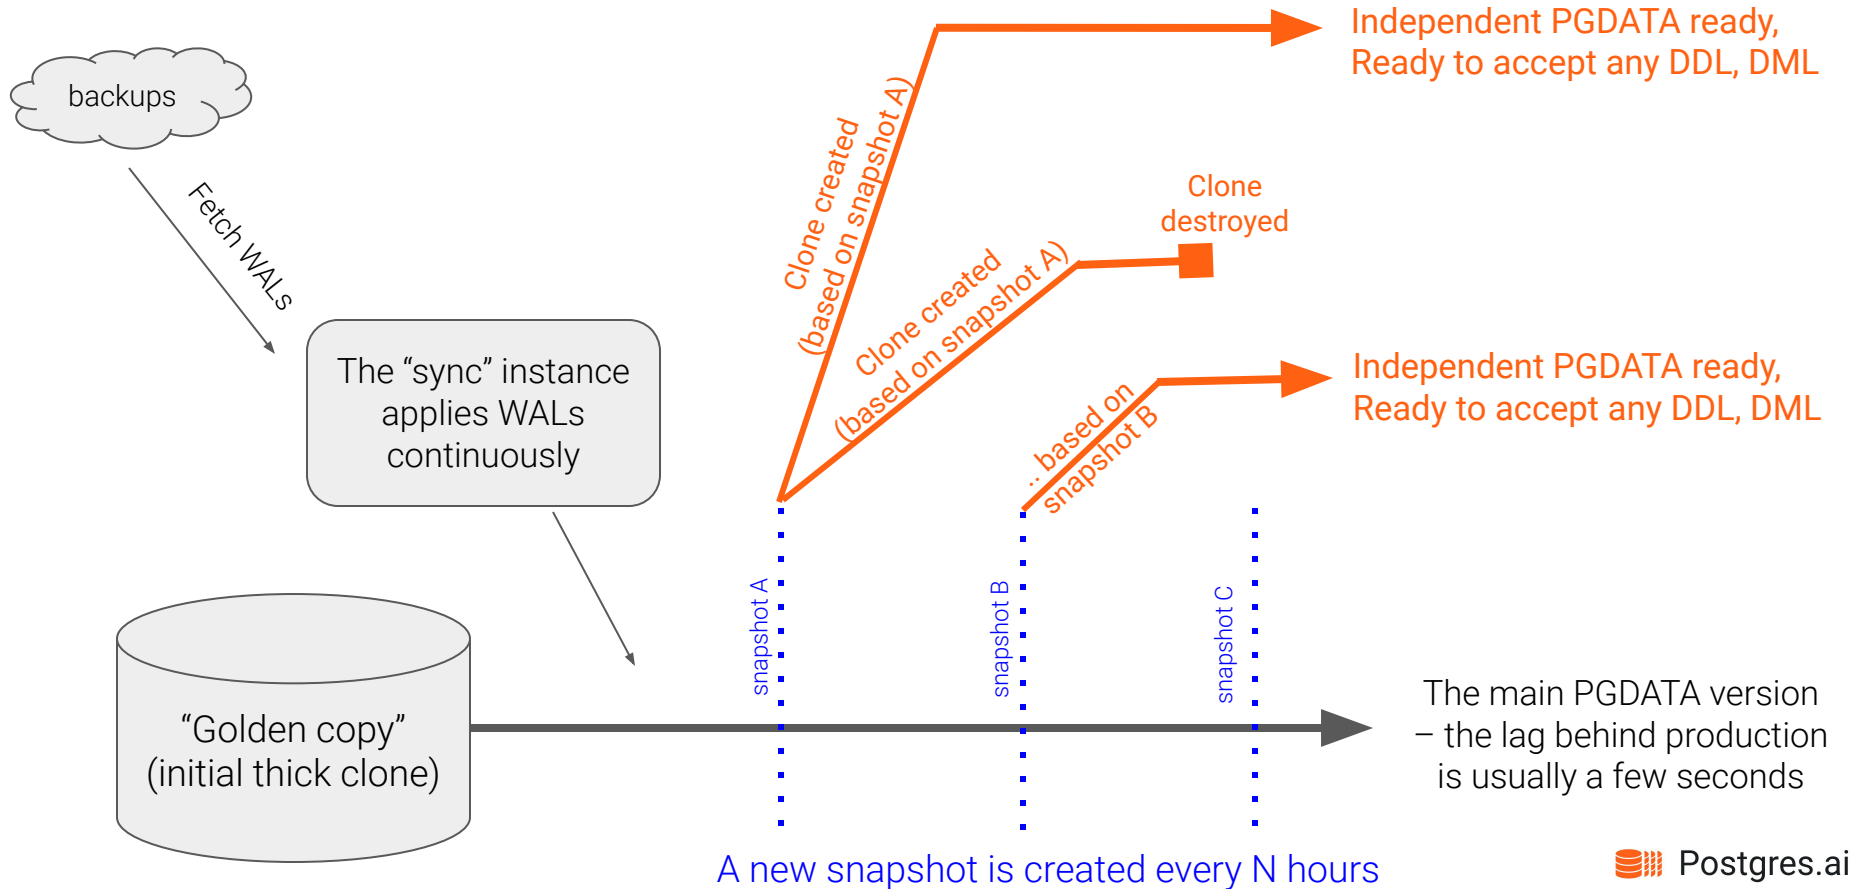 backups
Fetch WALs
The “sync” instance
applies WALs
continuously
“Golden copy”
(initial thick clone)
Clone created
(based on snapshot A)
Clone created
(based on snapshot A)
.. based on
snapshot B
Clone
destroyed
Independent PGDATA ready,
Ready to accept any DDL, DML
Independent PGDATA ready,
Ready to accept any DDL, DML
snapshot A
snapshot B
snapshot C
The main PGDATA version
– the lag behind production
is usually a few seconds
A new snapshot is created every N hours
Postgres.ai